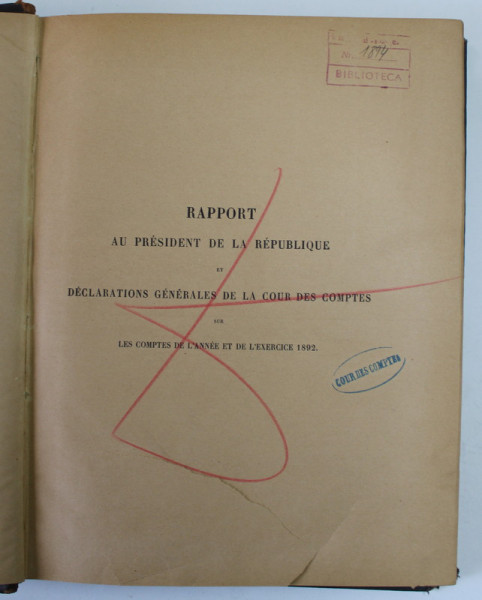 No. 1894
BIBLIOTECA
RAPPORT
AU PRÉSIDENT DE LA RÉPUBLIQUE
ET
DÉCLARATIONS GÉNÉRALES DE LA COUR DES COMPTES
SUR
LES COMPTES DE L'ANNÉE ET DE L'EXERCICE 1892.
COUR DES COMPTES